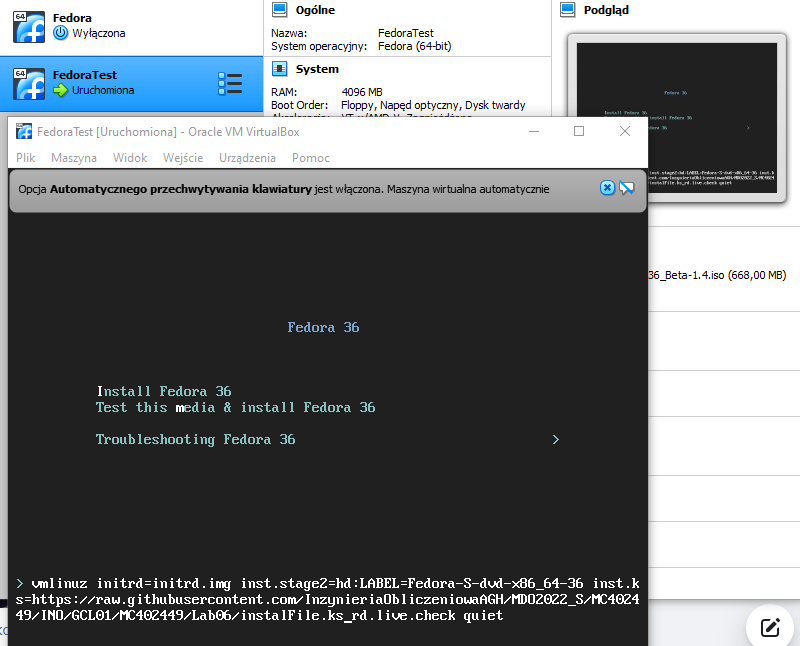 64
Fedora
Wyłączona
64
FedoraTest
Uruchomiona
Ogólne
Nazwa: FedoraTest
System operacyjny: Fedora (64-bit)
System
RAM: 4096 MB
Boot Order: Floppy, Napęd optyczny, Dysk twardy
Podgląd
36_Beta-1.4.iso (668,00 MB)
FedoraTest [Uruchomiona] - Oracle VM VirtualBox
Plik Maszyna Widok Wejście Urządzenia Pomoc
Opcja Automatycznego przechwytywania klawiatury jest włączona. Maszyna wirtualna automatycznie
Fedora 36
Install Fedora 36
Test this media & install Fedora 36
Troubleshooting Fedora 36 >
> vmlinuz initrd=initrd.img inst.stage2=hd:LABEL=Fedora-S-dvd-x86_64-36 inst.k
s=https://raw.githubusercontent.com/InzynieriaObliczeniowaAGH/MDO2022_S/MC402
449/INO/GCL01/MC402449/Lab06/instalFile.ks_rd.live.check quiet